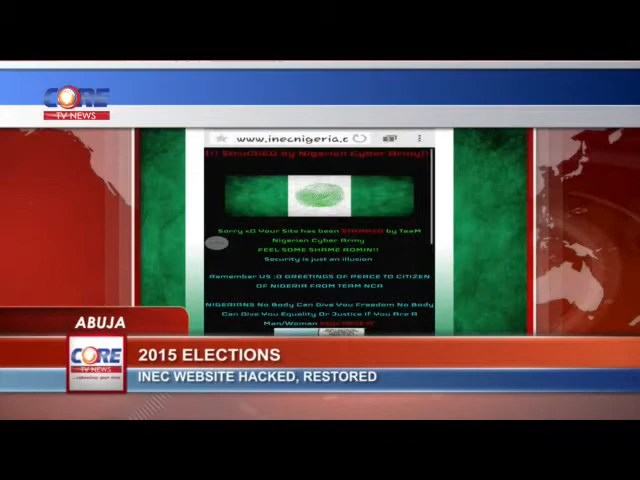 CORE
TV NEWS
www.inecnigeria.c
by Nigerian Cyber Army!!
Sorry xD Your Site has been STAMPED by TeaM
Nigerian Cyber Army
FEEL SOME SHAME ADMIN!!
Security is just an illusion
Remember US :D GREETINGS OF PEACE TO CITIZEN
OF NIGERIA FROM TEAM NCA
NIGERIANS No Body Can Give You Freedom No Body
Can Give You Equality Or Justice If You Are A
Man/Woman
ABUJA
CORE
TV NEWS
2015 ELECTIONS
INEC WEBSITE HACKED, RESTORED